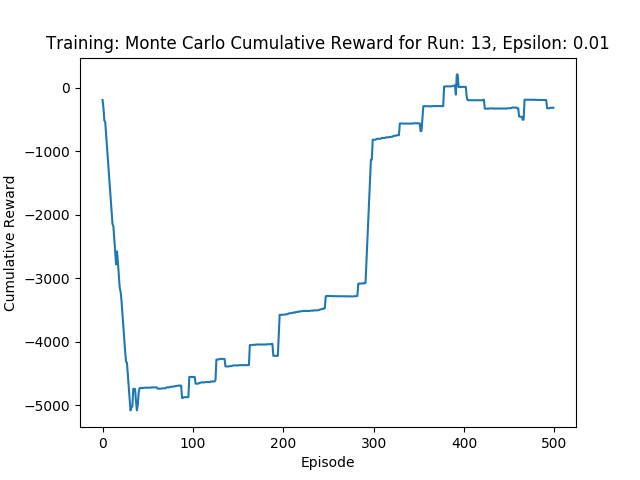 Training: Monte Carlo Cumulative Reward for Run: 13, Epsilon: 0.01
0
−1000
−2000
−3000
−4000
−5000
Cumulative Reward
0 100 200 300 400 500
Episode